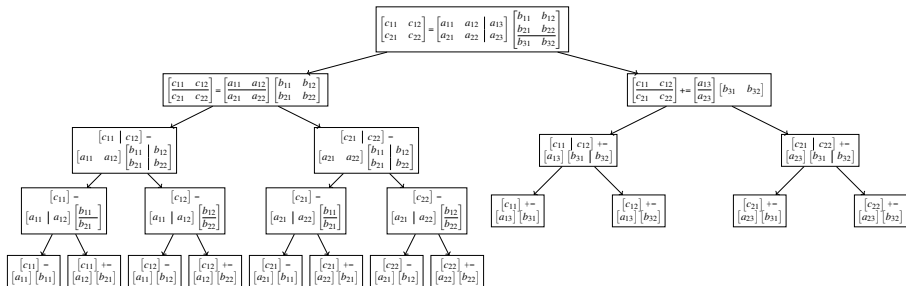 [c11 c12; c21 c22] = [a11 a12 | a13; a21 a22 | a23] [b11 b12; b21 b22; b31 b32]
[c11 c12; c21 c22] = [a11 a12; a21 a22] [b11 b12; b21 b22]
[c11 c12; c21 c22] += [a13; a23] [b31 b32]
[c11 | c12] =
[a11 a12] [b11 | b12; b21 | b22]
[c21 | c22] =
[a21 a22] [b11 | b12; b21 | b22]
[c11 | c12] +=
[a13] [b31 | b32]
[c21 | c22] +=
[a23] [b31 | b32]
[c11] =
[a11 | a12] [b11; b21]
[c12] =
[a11 | a12] [b12; b22]
[c21] =
[a21 | a22] [b11; b21]
[c22] =
[a21 | a22] [b12; b22]
[c11] +=
[a13] [b31]
[c12] +=
[a13] [b32]
[c21] +=
[a23] [b31]
[c22] +=
[a23] [b32]
[c11] =
[a11] [b11]
[c11] +=
[a12] [b21]
[c12] =
[a11] [b12]
[c12] +=
[a12] [b22]
[c21] =
[a21] [b11]
[c21] +=
[a22] [b21]
[c22] =
[a21] [b12]
[c22] +=
[a22] [b22]